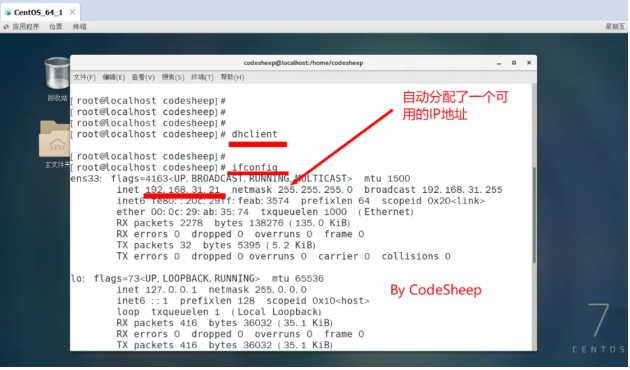 CentOS_64_1
应用程序 位置 终端 星期五
codesheep@localhost:/home/codesheep
文件(F) 编辑(E) 查看(V) 搜索(S) 终端(T) 帮助(H)
回收站
主文件夹
[root@localhost codesheep]#
[root@localhost codesheep]#
[root@localhost codesheep]#
[root@localhost codesheep]# dhclient
[root@localhost codesheep]#
[root@localhost codesheep]# ifconfig
ens33: flags=4163<UP,BROADCAST,RUNNING,MULTICAST> mtu 1500
inet 192.168.31.21 netmask 255.255.255.0 broadcast 192.168.31.255
inet6 fe80::20c:29ff:feab:3574 prefixlen 64 scopeid 0x20<link>
ether 00:0c:29:ab:35:74 txqueuelen 1000 (Ethernet)
RX packets 2278 bytes 138276 (135.0 KiB)
RX errors 0 dropped 0 overruns 0 frame 0
TX packets 32 bytes 5395 (5.2 KiB)
TX errors 0 dropped 0 overruns 0 carrier 0 collisions 0
lo: flags=73<UP,LOOPBACK,RUNNING> mtu 65536
inet 127.0.0.1 netmask 255.0.0.0
inet6 ::1 prefixlen 128 scopeid 0x10<host>
loop txqueuelen 1 (Local Loopback)
RX packets 416 bytes 36032 (35.1 KiB)
RX errors 0 dropped 0 overruns 0 frame 0
TX packets 416 bytes 36032 (35.1 KiB)
自动分配了一个可
用的IP地址
By CodeSheep
7
CENTOS